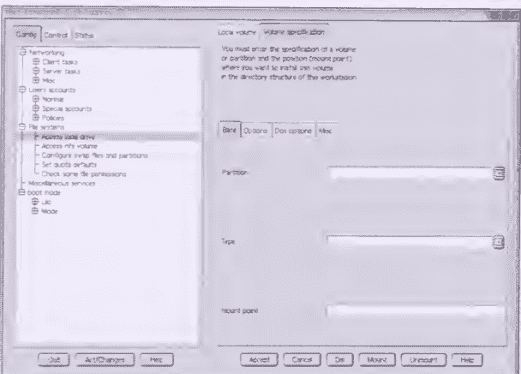 Config Control Status
Networking
Client tasks
Server tasks
Misc
Users accounts
Normal
Special accounts
Policies
File systems
Access local drive
Access nfs volume
Configure swap files and partitions
Set quota defaults
Check some file permissions
Miscellaneous services
boot mode
Lilo
Mode
Quit
Act/Changes
Help
Local volume
Volume specification
You must enter the specification of a volume
or partition and the position (mount point)
where you want to install this volume
in the directory structure of the workstation
Base Options Dos options Misc
Partition
Type
Mount point
Accept
Cancel
Del
Mount
Unmount
Help